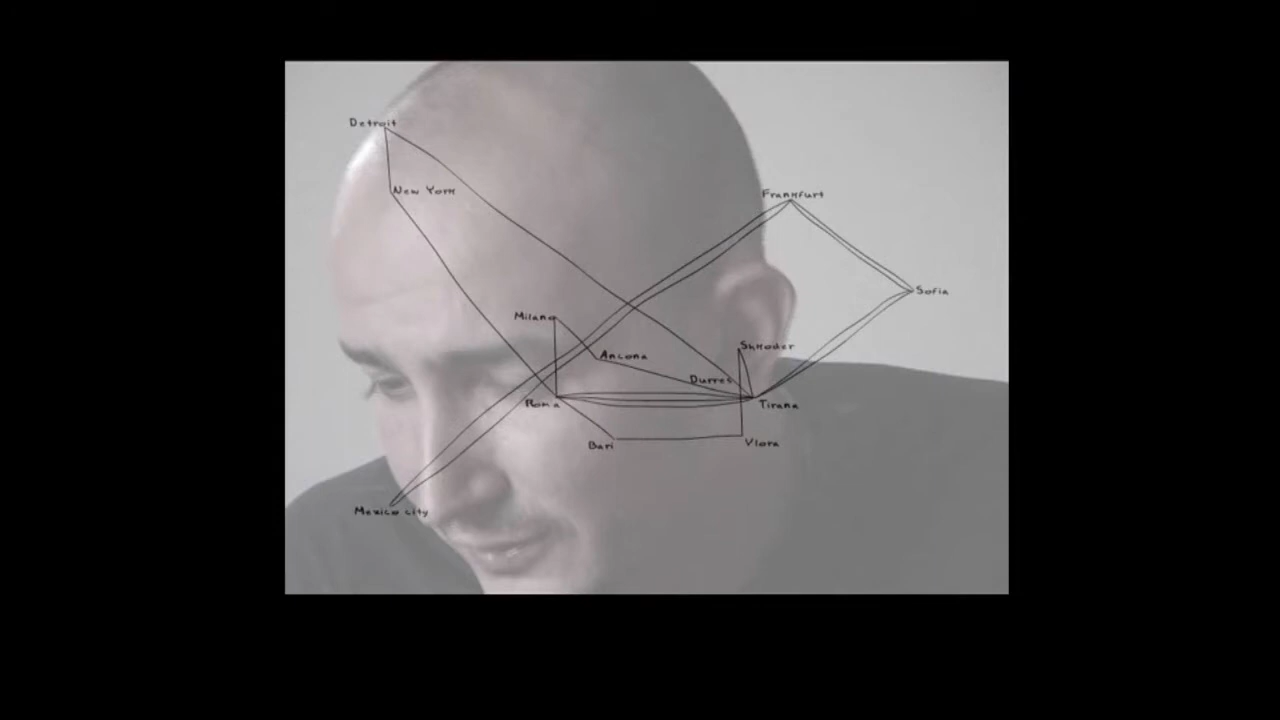 Detroit
New York
Frankfurt
Sofia
Milano
Shkoder
Ancona
Durres
Roma
Tirana
Bari
Vlora
Mexico city